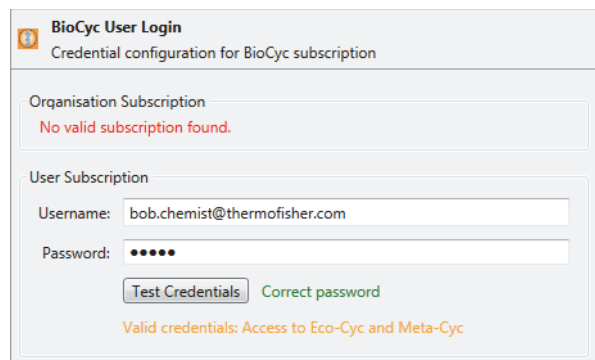 BioCyc User Login
Credential configuration for BioCyc subscription
Organisation Subscription
No valid subscription found.
User Subscription
Username: bob.chemist@thermofisher.com
Password: •••••
Test Credentials Correct password
Valid credentials: Access to Eco-Cyc and Meta-Cyc